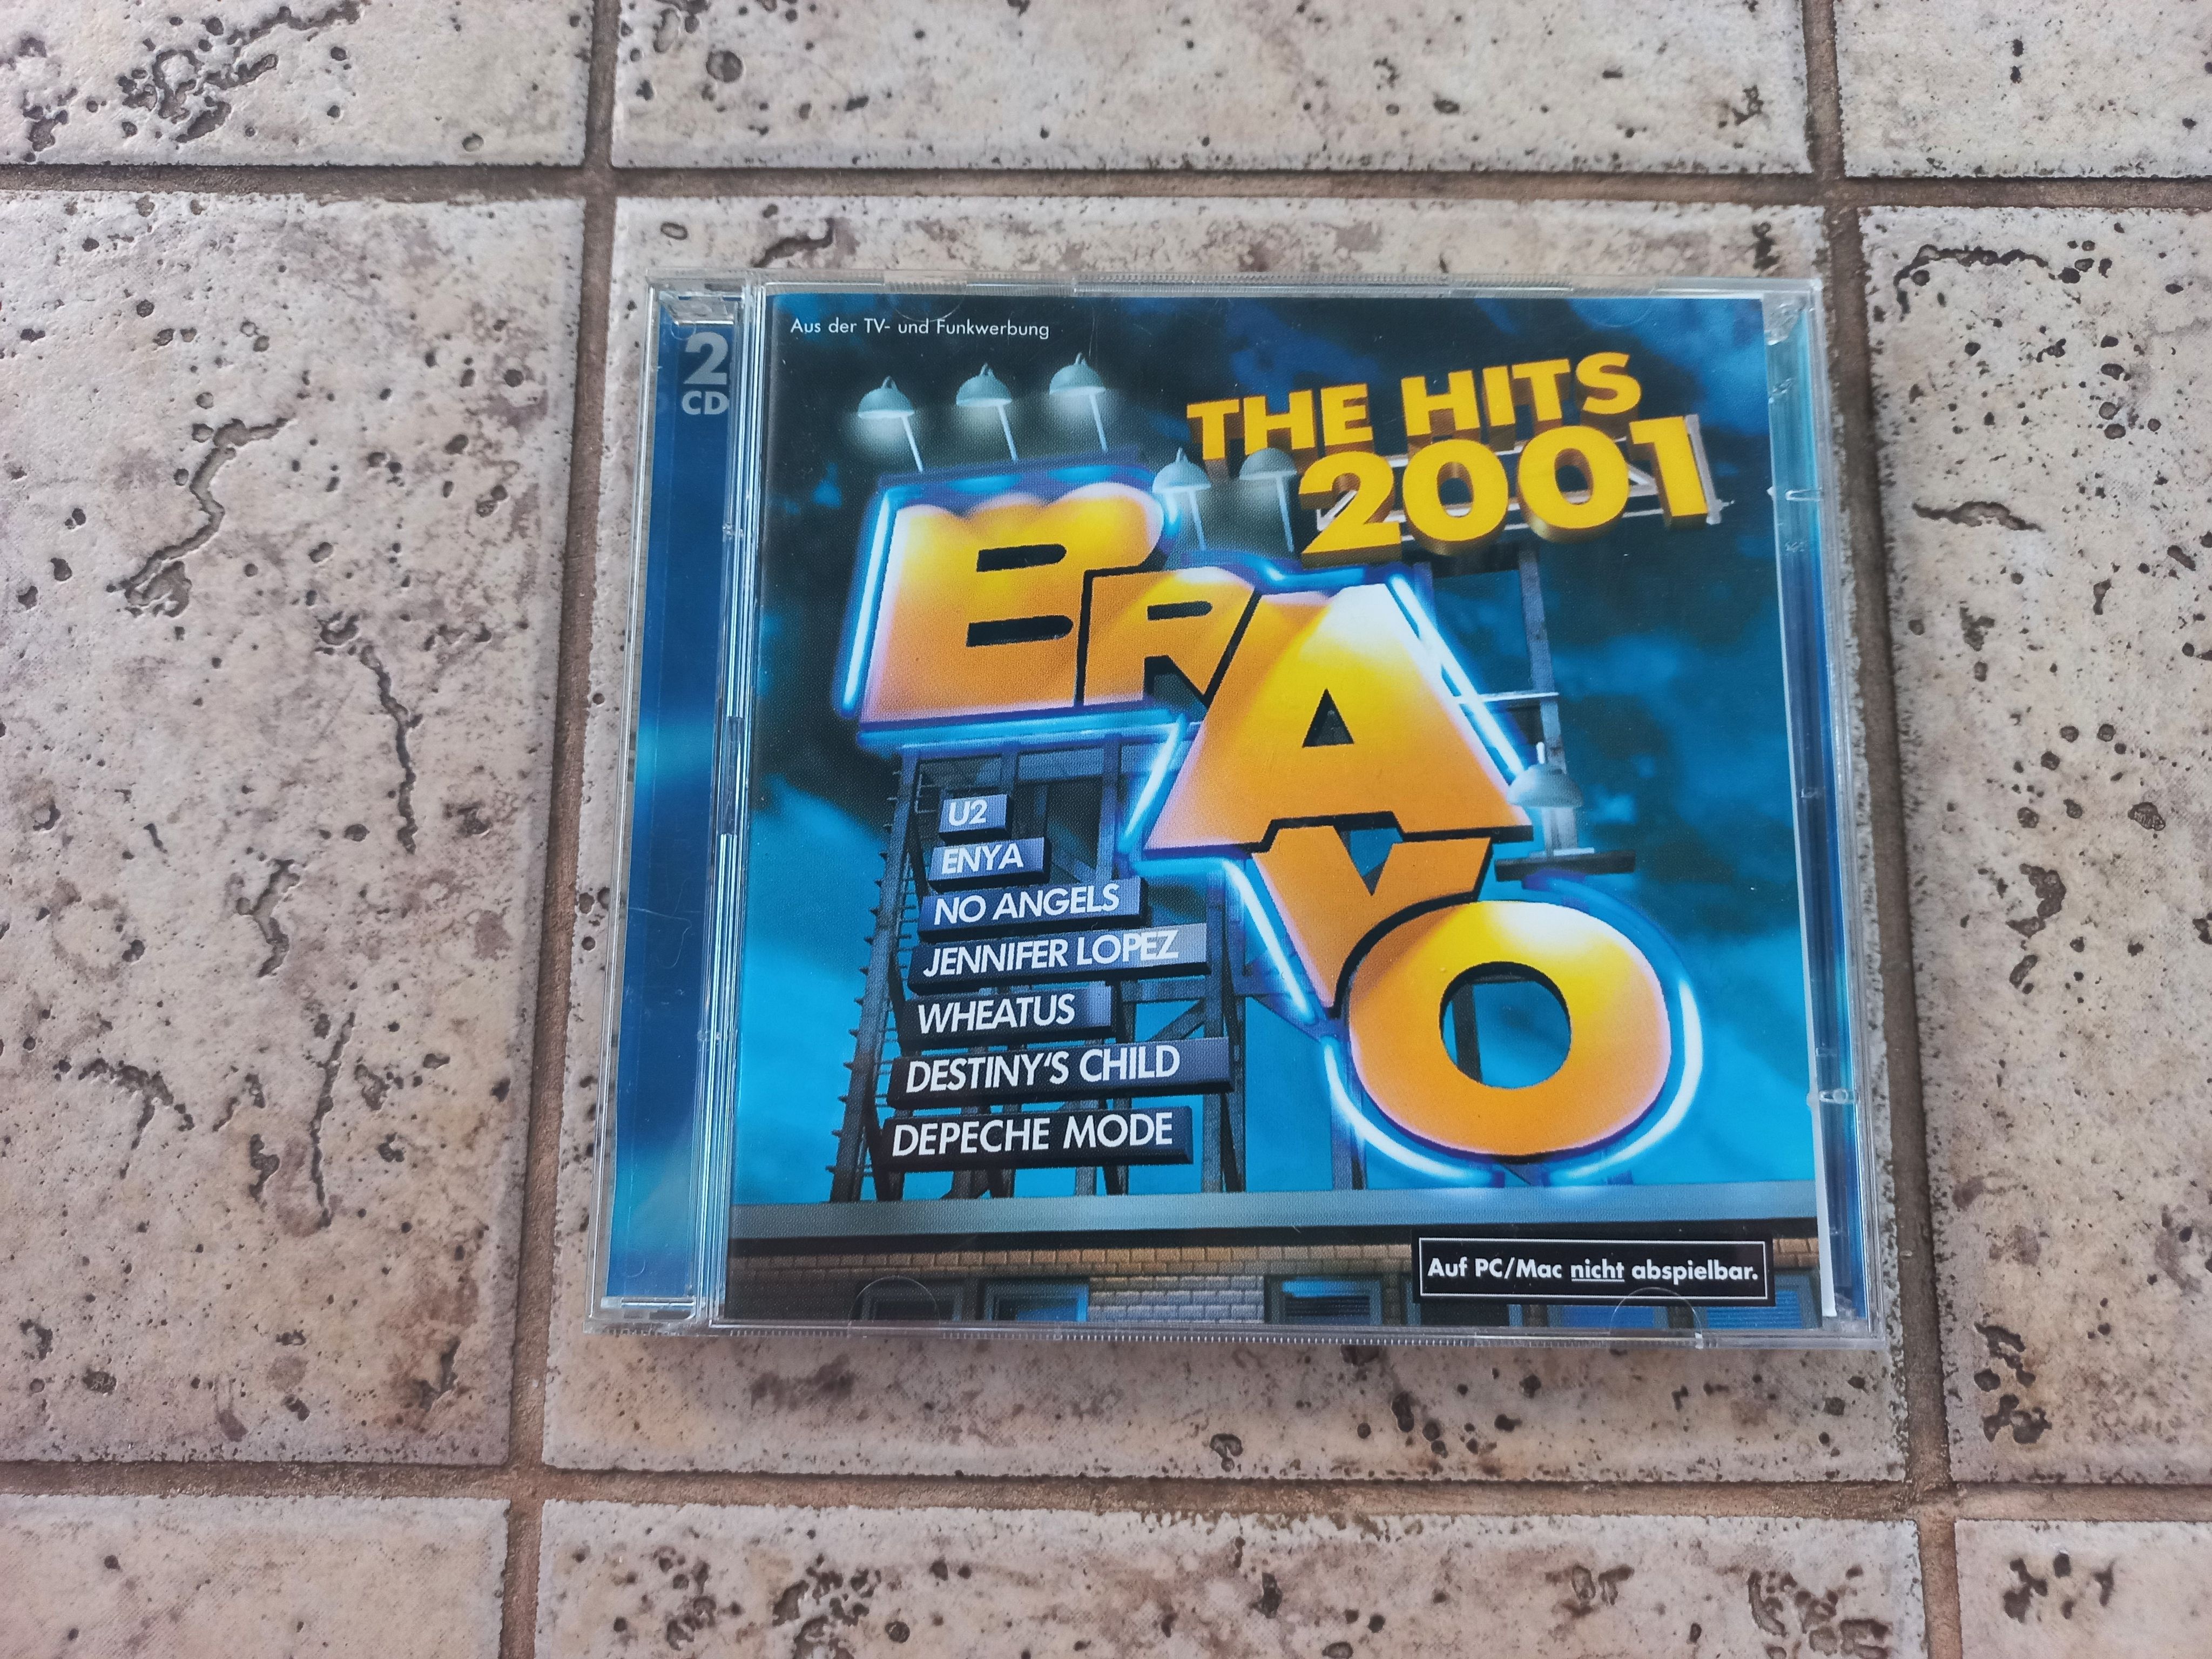 2
CD
Aus der TV- und Funkwerbung
THE HITS
2001
BRAVO
U2
ENYA
NO ANGELS
JENNIFER LOPEZ
WHEATUS
DESTINY'S CHILD
DEPECHE MODE
Auf PC/Mac nicht abspielbar.